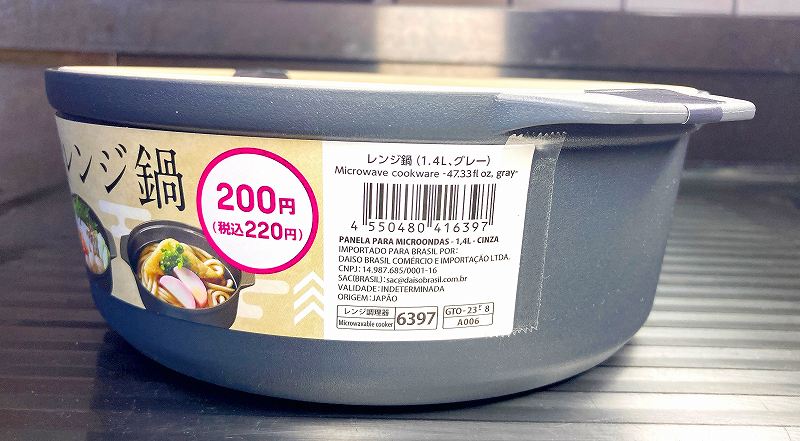 レンジ鍋
200円
(税込220円)
レンジ鍋 (1.4L、グレー)
Microwave cookware -47.33fl oz, gray-
4 550480 416397
PANELA PARA MICROONDAS - 1,4L - CINZA
IMPORTADO PARA BRASIL POR:
DAISO BRASIL COMÉRCIO E IMPORTAÇÃO LTDA.
CNPJ: 14.987.685/0001-16
SAC(BRASIL): sac@daisobrasil.com.br
VALIDADE: INDETERMINADA
ORIGEM: JAPÃO
レンジ調理器
Microwavable cooker
6397
GTO-23 8
A006